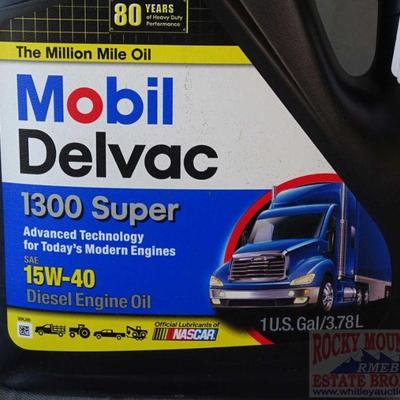 80 YEARS
of Heavy Duty
Performance
The Million Mile Oil
Mobil
Delvac
1300 Super
Advanced Technology
for Today's Modern Engines
SAE
15W-40
Diesel Engine Oil
Official Lubricants of
NASCAR
1 U.S. Gal/3.78 L
ROCKY MOUN
RMEB
ESTATE BRO
www.whitleyauctio